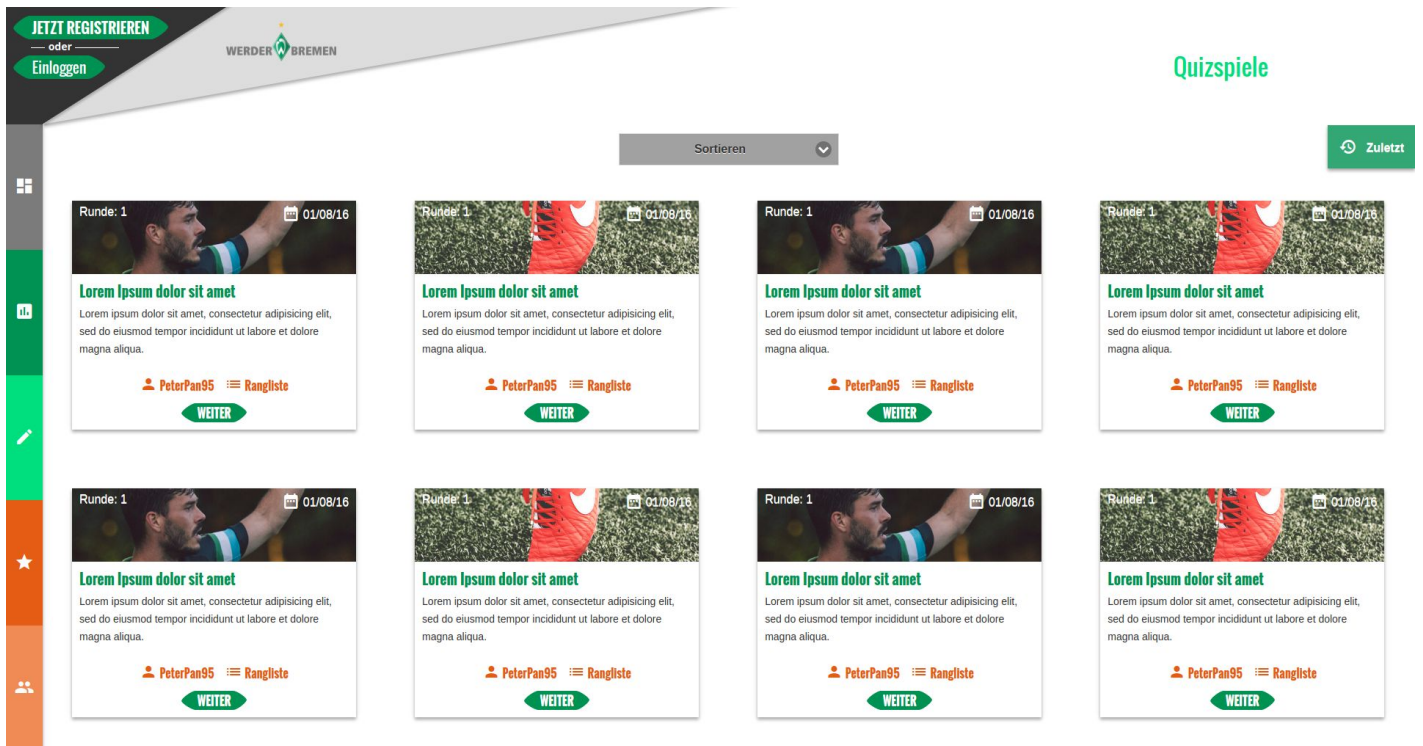 JETZT REGISTRIEREN
oder
Einloggen
WERDER BREMEN
Quizspiele
Sortieren
Zuletzt
Runde: 1
01/08/16
Lorem Ipsum dolor sit amet
Lorem ipsum dolor sit amet, consectetur adipisicing elit,
sed do eiusmod tempor incididunt ut labore et dolore
magna aliqua.
PeterPan95 Rangliste
WEITER
Runde: 1
01/08/16
Lorem Ipsum dolor sit amet
Lorem ipsum dolor sit amet, consectetur adipisicing elit,
sed do eiusmod tempor incididunt ut labore et dolore
magna aliqua.
PeterPan95 Rangliste
WEITER
Runde: 1
01/08/16
Lorem Ipsum dolor sit amet
Lorem ipsum dolor sit amet, consectetur adipisicing elit,
sed do eiusmod tempor incididunt ut labore et dolore
magna aliqua.
PeterPan95 Rangliste
WEITER
Runde: 1
01/08/16
Lorem Ipsum dolor sit amet
Lorem ipsum dolor sit amet, consectetur adipisicing elit,
sed do eiusmod tempor incididunt ut labore et dolore
magna aliqua.
PeterPan95 Rangliste
WEITER
Runde: 1
01/08/16
Lorem Ipsum dolor sit amet
Lorem ipsum dolor sit amet, consectetur adipisicing elit,
sed do eiusmod tempor incididunt ut labore et dolore
magna aliqua.
PeterPan95 Rangliste
WEITER
Runde: 1
01/08/16
Lorem Ipsum dolor sit amet
Lorem ipsum dolor sit amet, consectetur adipisicing elit,
sed do eiusmod tempor incididunt ut labore et dolore
magna aliqua.
PeterPan95 Rangliste
WEITER
Runde: 1
01/08/16
Lorem Ipsum dolor sit amet
Lorem ipsum dolor sit amet, consectetur adipisicing elit,
sed do eiusmod tempor incididunt ut labore et dolore
magna aliqua.
PeterPan95 Rangliste
WEITER
Runde: 1
01/08/16
Lorem Ipsum dolor sit amet
Lorem ipsum dolor sit amet, consectetur adipisicing elit,
sed do eiusmod tempor incididunt ut labore et dolore
magna aliqua.
PeterPan95 Rangliste
WEITER